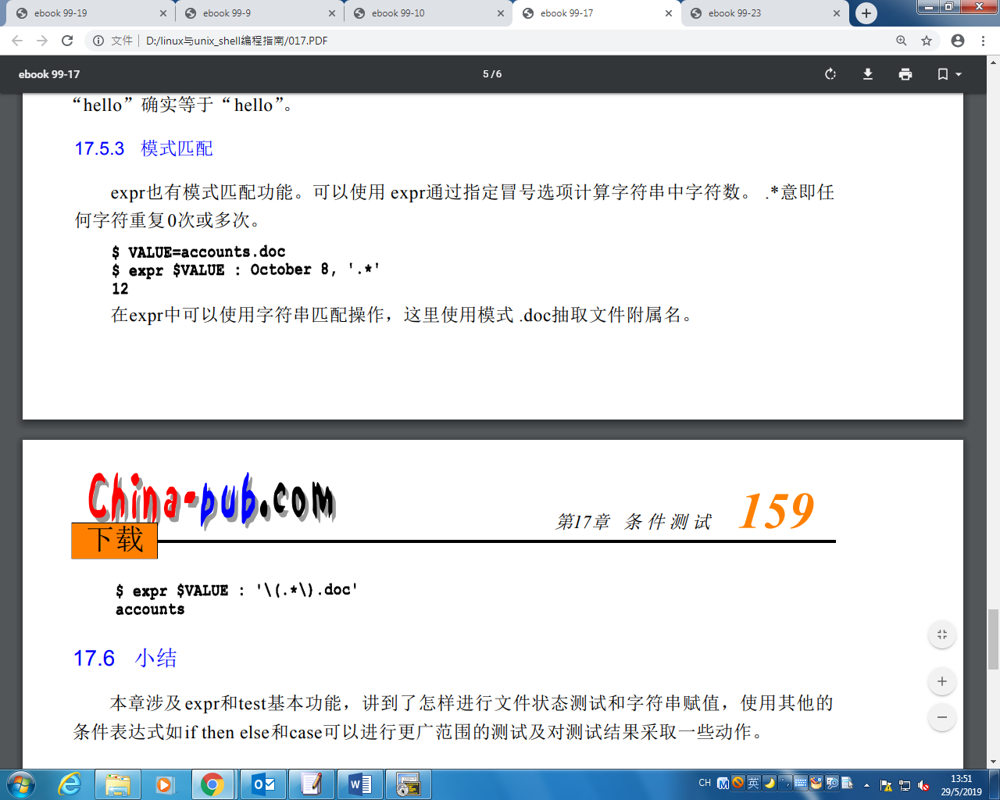 ebook 99-19
ebook 99-9
ebook 99-10
ebook 99-17
ebook 99-23
文件 D:/linux与unix_shell编程指南/017.PDF
ebook 99-17
5 / 6
“hello”确实等于“hello”。
17.5.3 模式匹配
expr也有模式匹配功能。可以使用 expr通过指定冒号选项计算字符串中字符数。 .*意即任
何字符重复0次或多次。
$ VALUE=accounts.doc
$ expr $VALUE : October 8, '.*'
12
在expr中可以使用字符串匹配操作，这里使用模式 .doc抽取文件附属名。
China-pub.com
下载
第17章 条件测试 159
$ expr $VALUE : '\(.*\).doc'
accounts
17.6 小结
本章涉及expr和test基本功能，讲到了怎样进行文件状态测试和字符串赋值，使用其他的
条件表达式如if then else和case可以进行更广范围的测试及对测试结果采取一些动作。
CH
英
13:51
29/5/2019